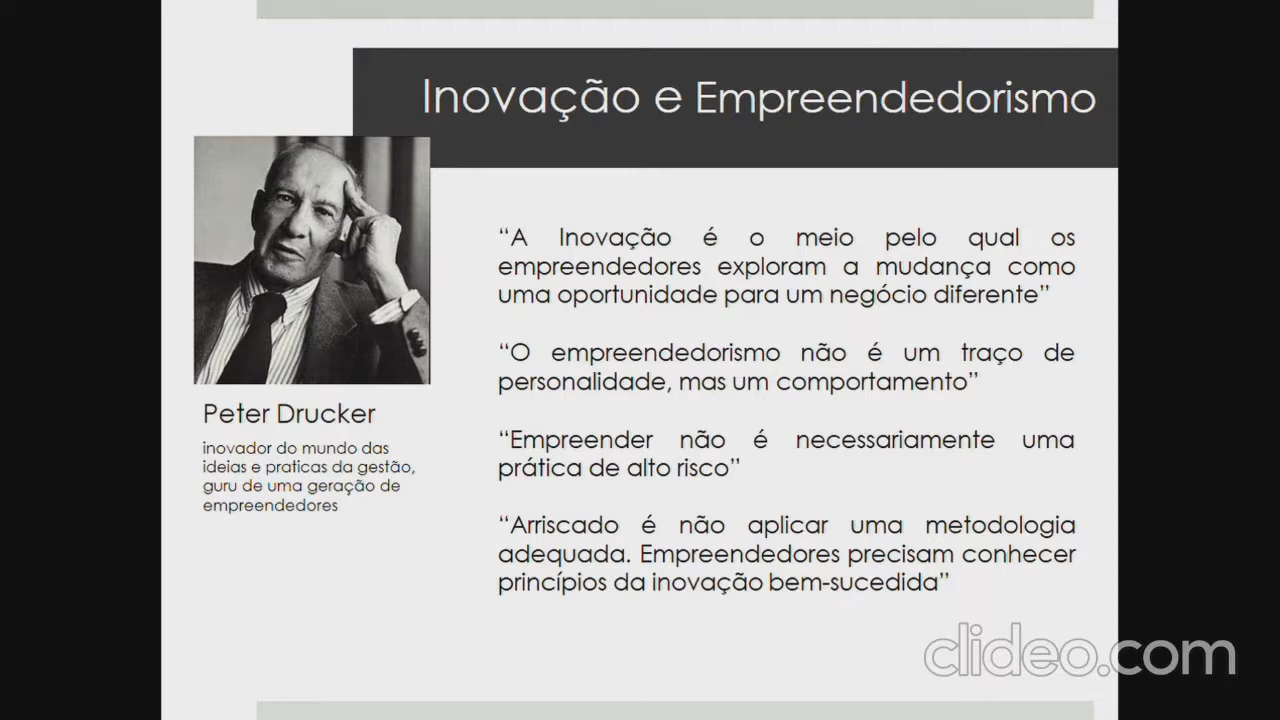 Inovação e Empreendedorismo
“A Inovação é o meio pelo qual os
empreendedores exploram a mudança como
uma oportunidade para um negócio diferente”
“O empreendedorismo não é um traço de
personalidade, mas um comportamento”
“Empreender não é necessariamente uma
prática de alto risco”
“Arriscado é não aplicar uma metodologia
adequada. Empreendedores precisam conhecer
princípios da inovação bem-sucedida”
Peter Drucker
inovador do mundo das
ideias e praticas da gestão,
guru de uma geração de
empreendedores
clideo.com